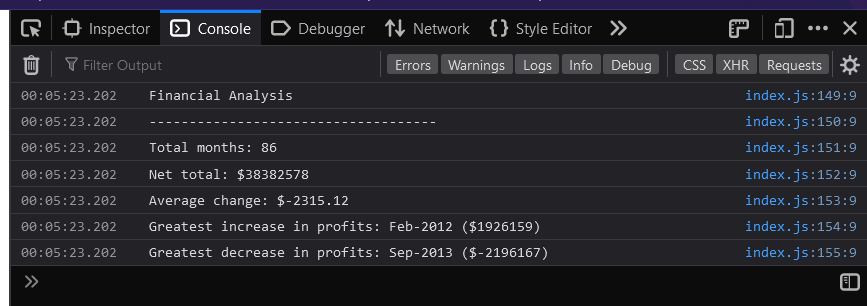 Inspector Console Debugger Network Style Editor
Filter Output Errors Warnings Logs Info Debug CSS XHR Requests
00:05:23.202 Financial Analysis index.js:149:9
00:05:23.202 ------------------------------------ index.js:150:9
00:05:23.202 Total months: 86 index.js:151:9
00:05:23.202 Net total: $38382578 index.js:152:9
00:05:23.202 Average change: $-2315.12 index.js:153:9
00:05:23.202 Greatest increase in profits: Feb-2012 ($1926159) index.js:154:9
00:05:23.202 Greatest decrease in profits: Sep-2013 ($-2196167) index.js:155:9